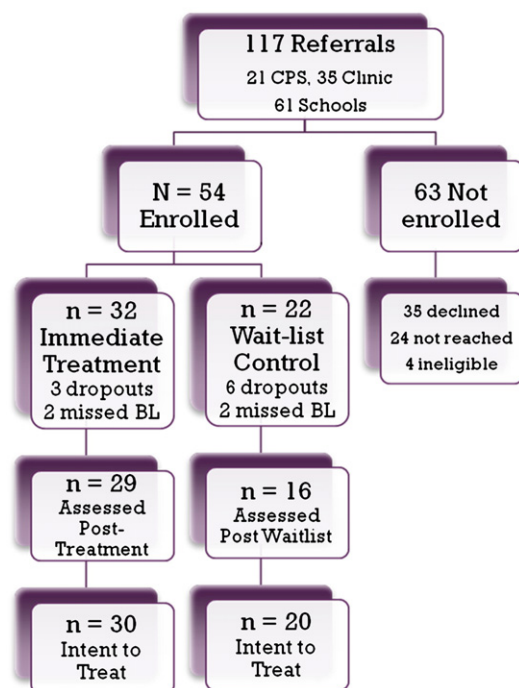 117 Referrals
21 CPS, 35 Clinic
61 Schools
N = 54
Enrolled
63 Not
enrolled
n = 32
Immediate
Treatment
3 dropouts
2 missed BL
n = 22
Wait-list
Control
6 dropouts
2 missed BL
35 declined
24 not reached
4 ineligible
n = 29
Assessed
Post-
Treatment
n = 16
Assessed
Post Waitlist
n = 30
Intent to
Treat
n = 20
Intent to
Treat